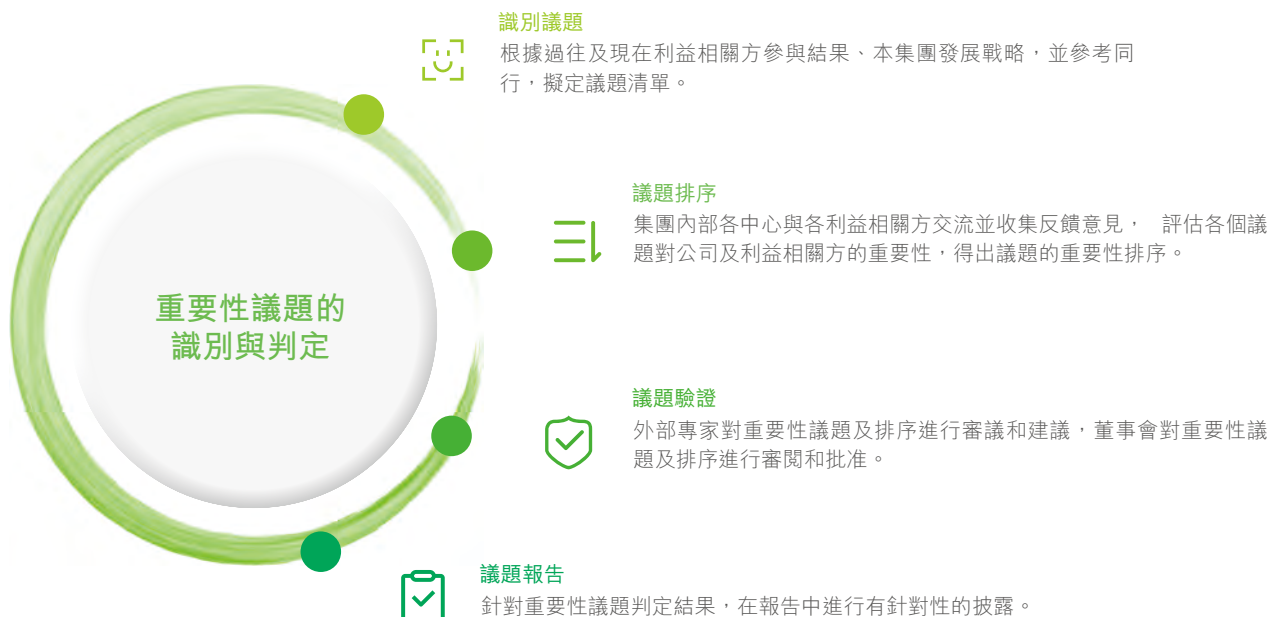 識別議題
根據過往及現在利益相關方參與結果、本集團發展戰略，並參考同
行，擬定議題清單。
議題排序
集團內部各中心與各利益相關方交流並收集反饋意見， 評估各個議
題對公司及利益相關方的重要性，得出議題的重要性排序。
重要性議題的
識別與判定
議題驗證
外部專家對重要性議題及排序進行審議和建議，董事會對重要性議
題及排序進行審閱和批准。
議題報告
針對重要性議題判定結果，在報告中進行有針對性的披露。